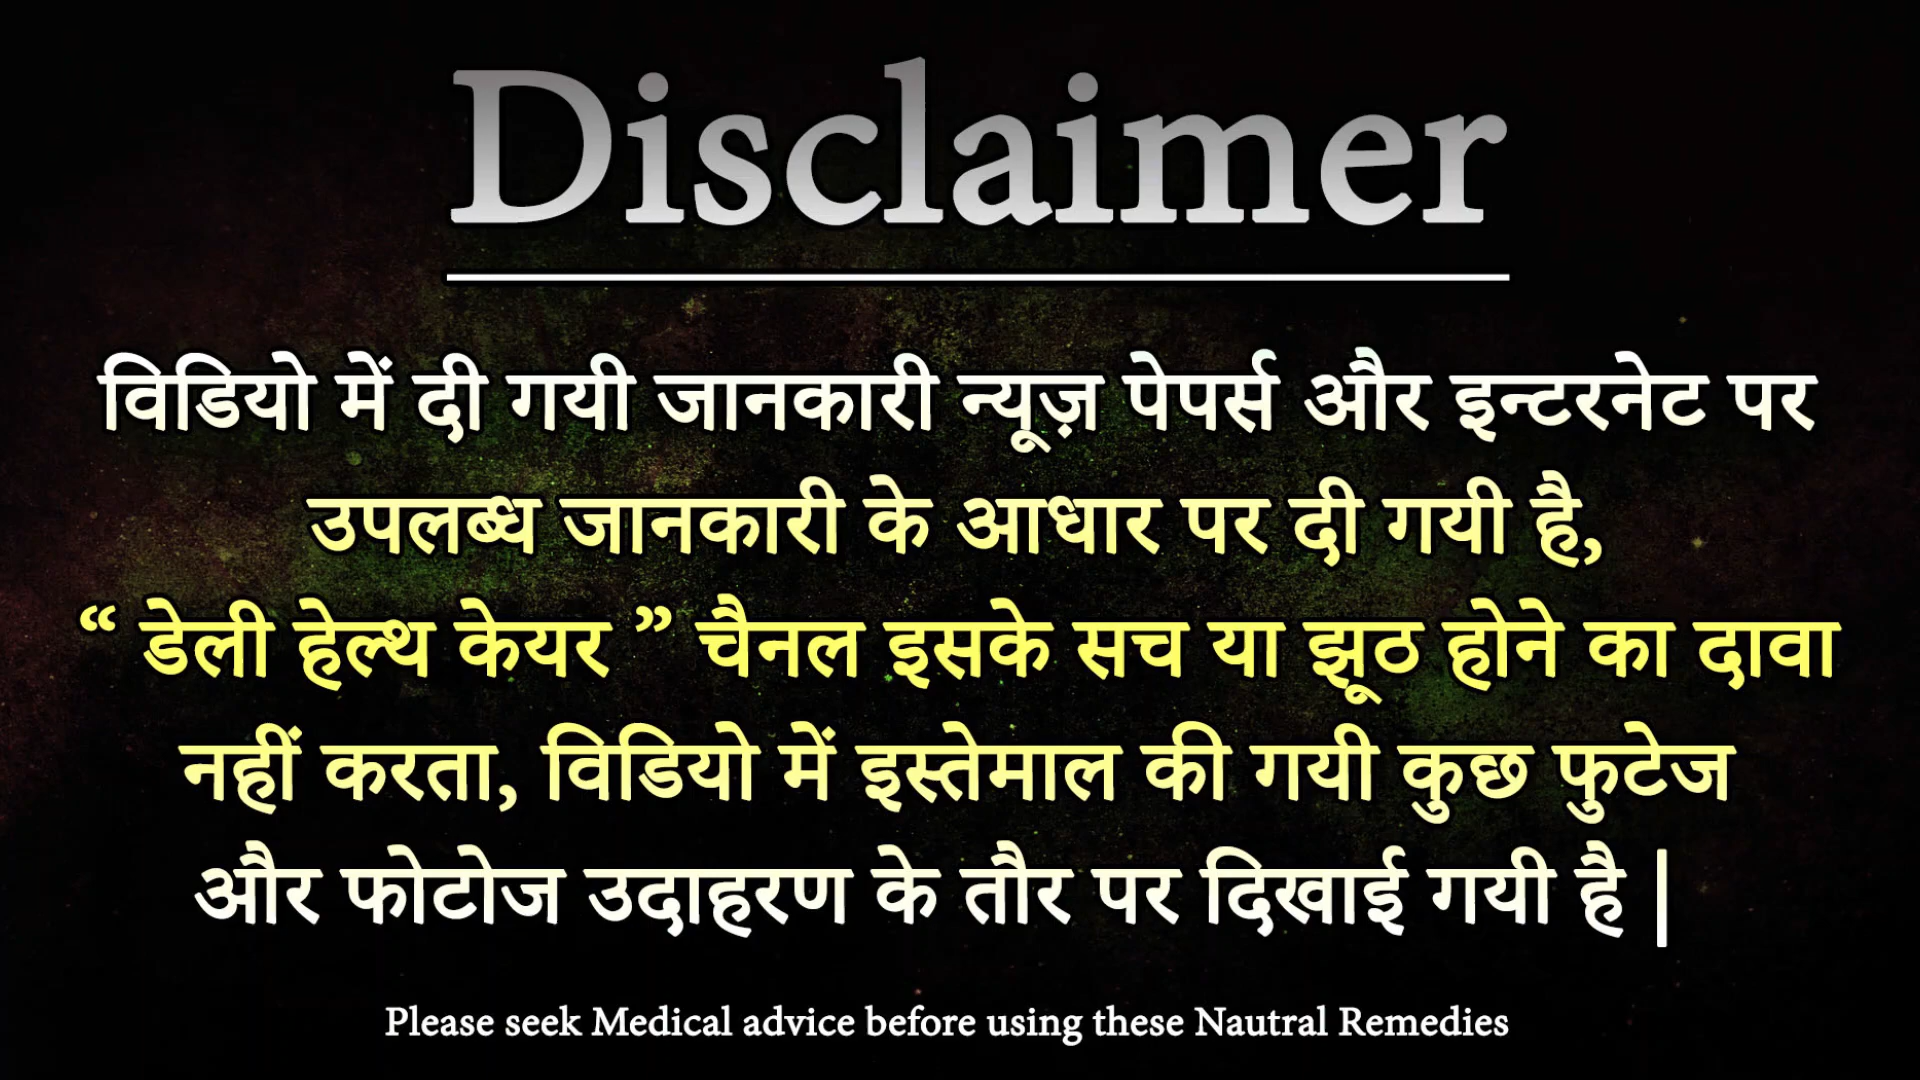 Disclaimer
विडियो में दी गयी जानकारी न्यूज़ पेपर्स और इन्टरनेट पर
उपलब्ध जानकारी के आधार पर दी गयी है,
“ डेली हेल्थ केयर ” चैनल इसके सच या झूठ होने का दावा
नहीं करता, विडियो में इस्तेमाल की गयी कुछ फुटेज
और फोटोज उदाहरण के तौर पर दिखाई गयी है |
Please seek Medical advice before using these Nautral Remedies